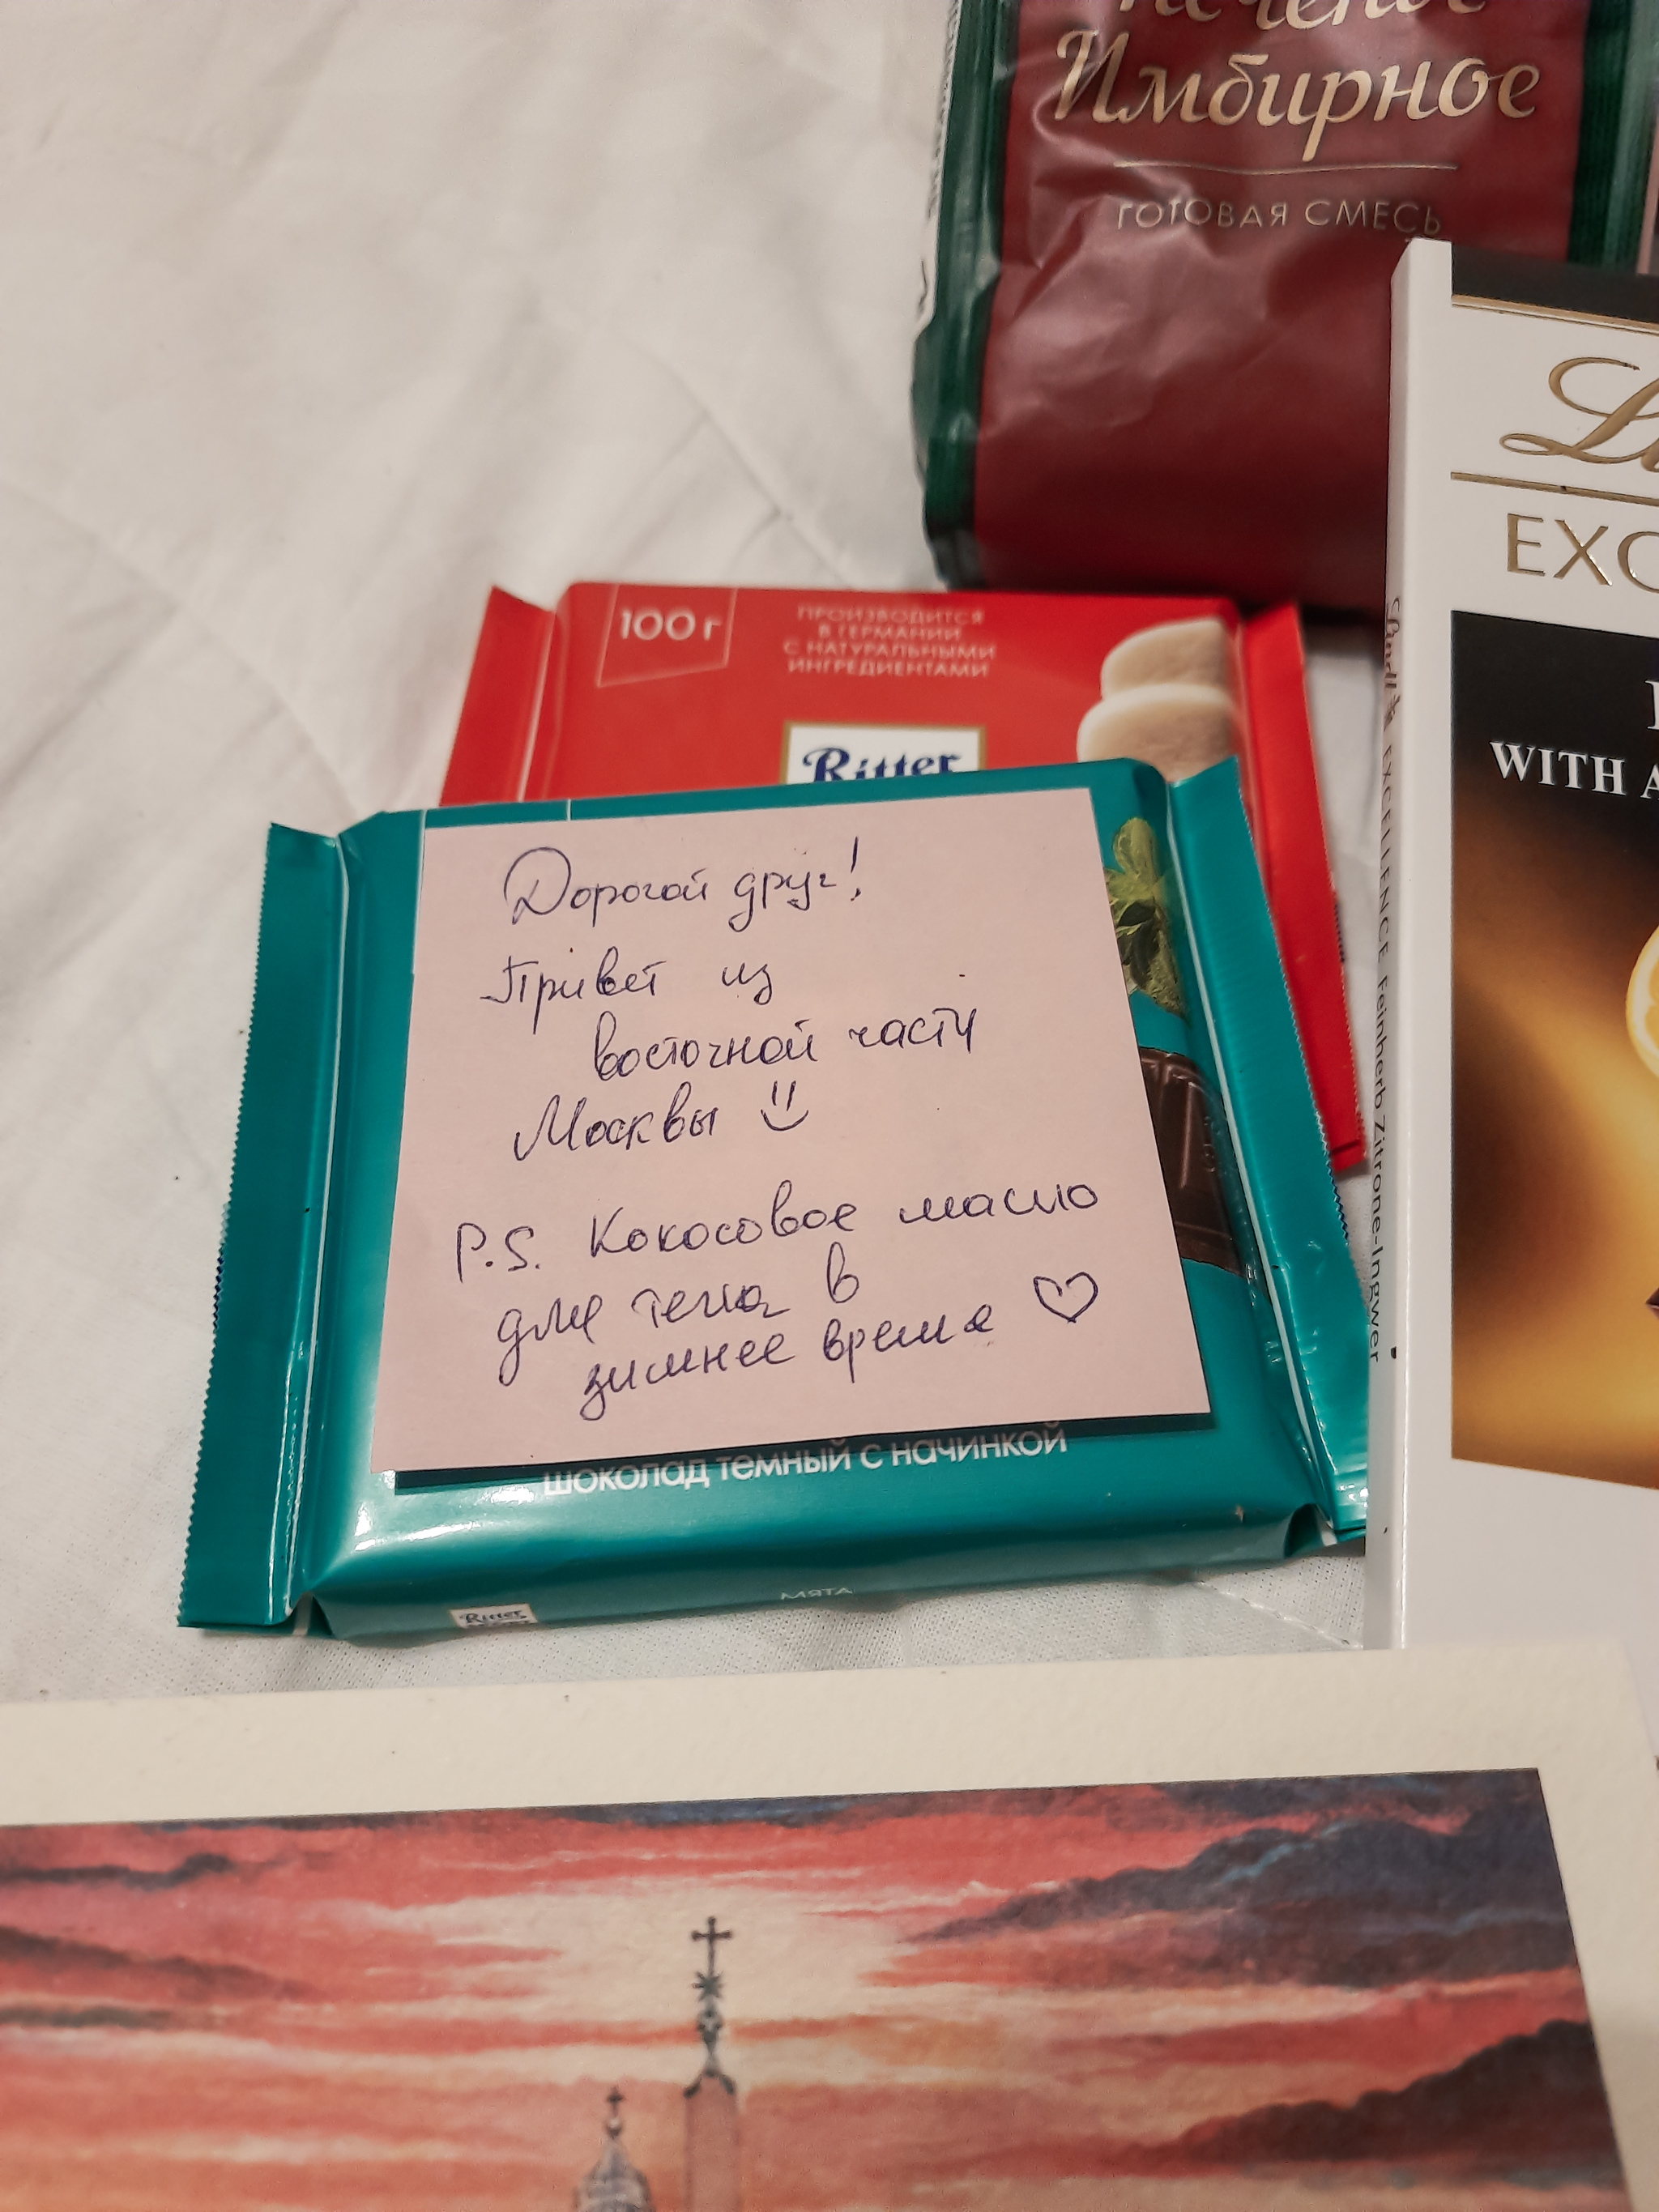 Имбирное
ГОТОВАЯ СМЕСЬ
EXC
WITH A
Lindt EXCELLENCE Feinherb Zitrone-Ingwer
100 г
ПРОИЗВОДИТСЯ
В ГЕРМАНИИ
С НАТУРАЛЬНЫМИ
ИНГРЕДИЕНТАМИ
Ritter
Дорогой друг!
Привет из
восточной части
Москвы
P.S. Кокосовое масло
для тела в
зимнее время
шоколад темный с начинкой
МЯТА
Ritter